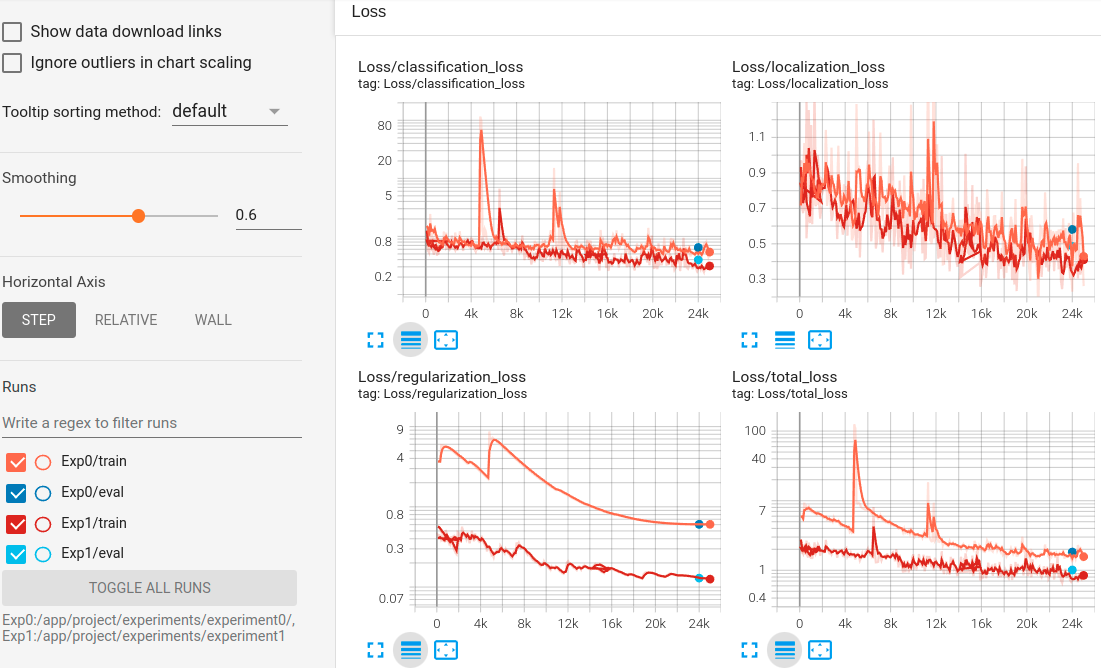 Show data download links
Ignore outliers in chart scaling
Tooltip sorting method: default
Smoothing
0.6
Horizontal Axis
STEP RELATIVE WALL
Runs
Write a regex to filter runs
Exp0/train
Exp0/eval
Exp1/train
Exp1/eval
TOGGLE ALL RUNS
Exp0:/app/project/experiments/experiment0/,
Exp1:/app/project/experiments/experiment1
Loss
Loss/classification_loss
tag: Loss/classification_loss
80
20
5
0.8
0.2
0 4k 8k 12k 16k 20k 24k
Loss/localization_loss
tag: Loss/localization_loss
1.1
0.9
0.7
0.5
0.3
0 4k 8k 12k 16k 20k 24k
Loss/regularization_loss
tag: Loss/regularization_loss
9
4
0.8
0.3
0.07
0 4k 8k 12k 16k 20k 24k
Loss/total_loss
tag: Loss/total_loss
100
40
7
1
0.4
0 4k 8k 12k 16k 20k 24k